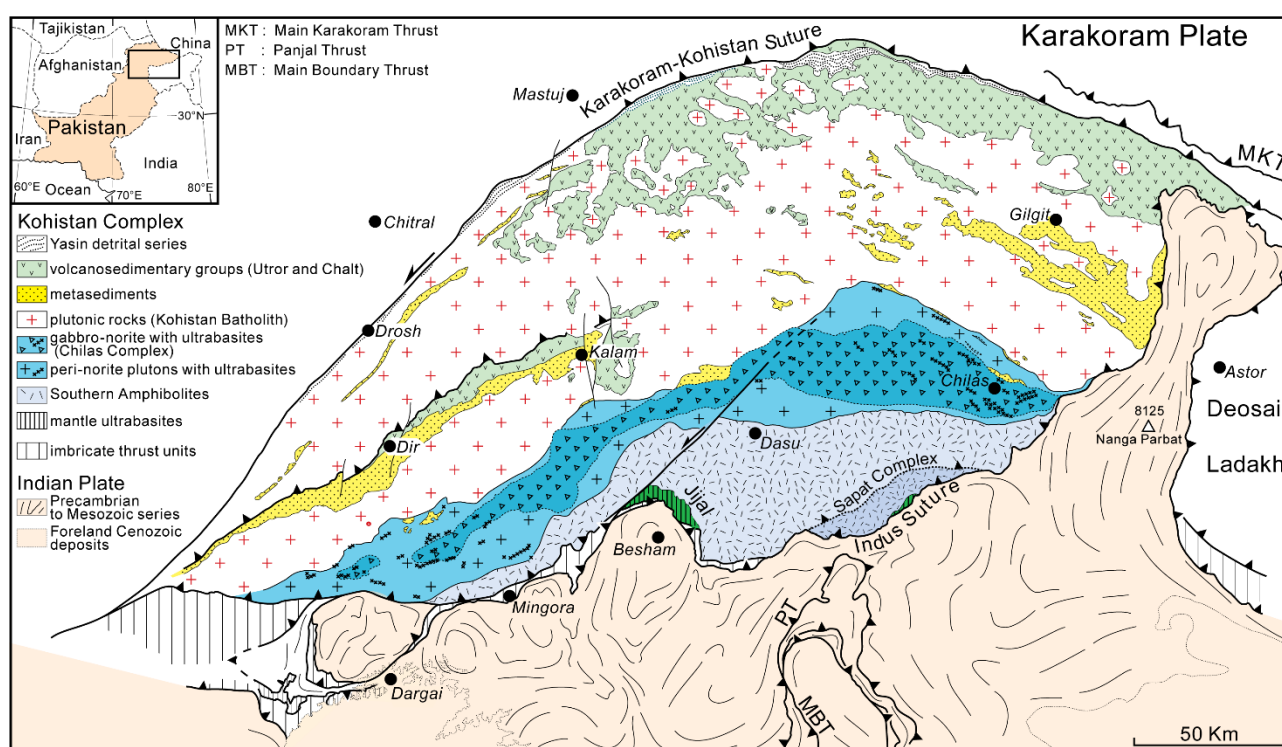 Tajikistan
China
Afghanistan
Pakistan
30°N
Iran
India
60°E
Ocean
70°E
80°E
MKT : Main Karakoram Thrust
PT : Panjal Thrust
MBT : Main Boundary Thrust
Karakoram Plate
Karakoram-Kohistan Suture
Mastuj
MKT
Chitral
Gilgit
Drosh
Kalam
Chilas
Astor
Deosai
8125
Nanga Parbat
Ladakh
Dir
Dasu
Sapat Complex
Jijal
Indus Suture
Besham
Mingora
PT
Dargai
MBT
50 Km
Kohistan Complex
Yasin detrital series
volcanosedimentary groups (Utror and Chalt)
metasediments
plutonic rocks (Kohistan Batholith)
gabbro-norite with ultrabasites
(Chilas Complex)
peri-norite plutons with ultrabasites
Southern Amphibolites
mantle ultrabasites
imbricate thrust units
Indian Plate
Precambrian
to Mesozoic series
Foreland Cenozoic
deposits